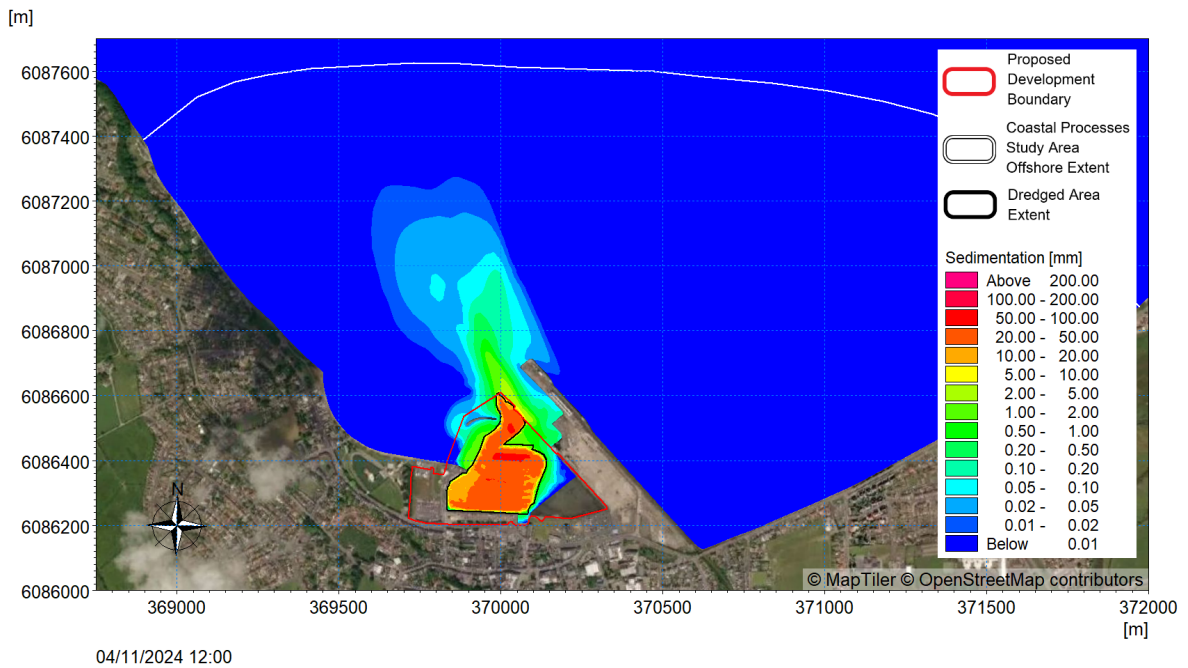 [m]
6087600
6087400
6087200
6087000
6086800
6086600
6086400
6086200
6086000
369000 369500 370000 370500 371000 371500 372000
[m]
N
Proposed
Development
Boundary
Coastal Processes
Study Area
Offshore Extent
Dredged Area
Extent
Sedimentation [mm]
Above 200.00
100.00 - 200.00
50.00 - 100.00
20.00 - 50.00
10.00 - 20.00
5.00 - 10.00
2.00 - 5.00
1.00 - 2.00
0.50 - 1.00
0.20 - 0.50
0.10 - 0.20
0.05 - 0.10
0.02 - 0.05
0.01 - 0.02
Below 0.01
© MapTiler © OpenStreetMap contributors
04/11/2024 12:00